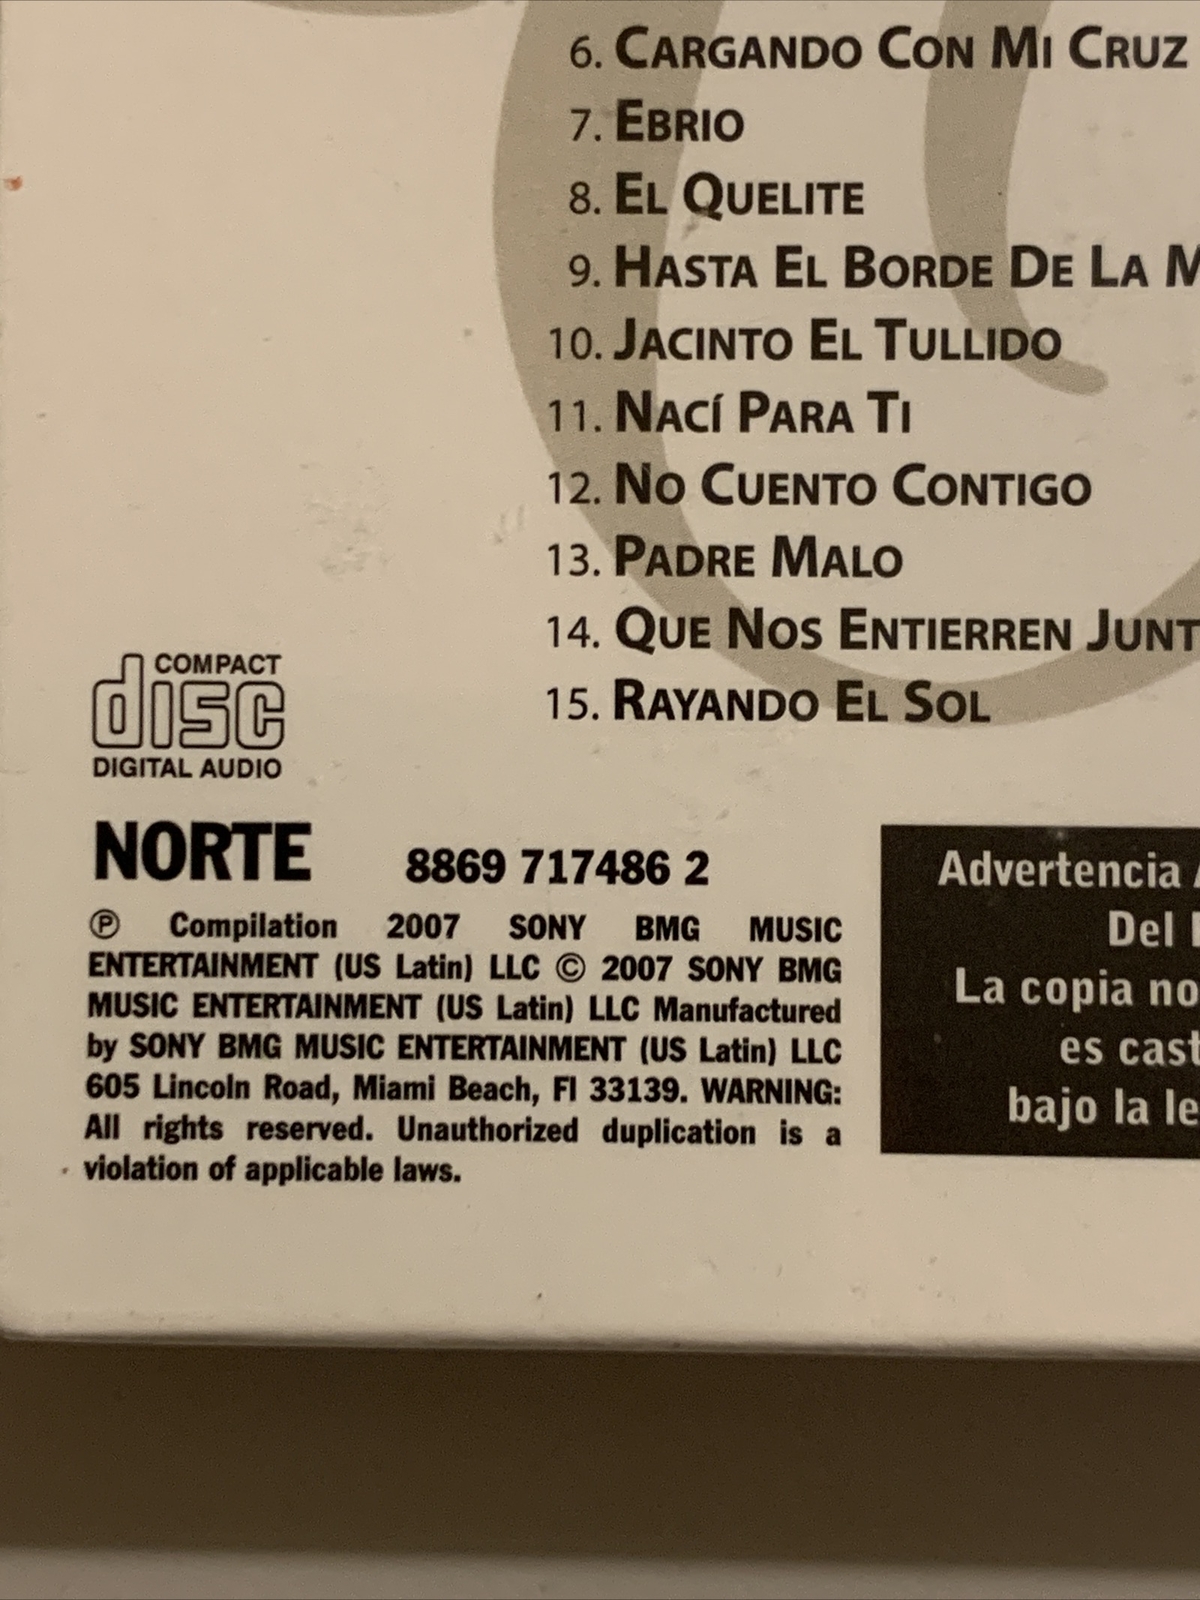 6. CARGANDO CON MI CRUZ
7. EBRIO
8. EL QUELITE
9. HASTA EL BORDE DE LA M
10. JACINTO EL TULLIDO
11. NACÍ PARA TI
12. NO CUENTO CONTIGO
13. PADRE MALO
14. QUE NOS ENTIERREN JUNT
15. RAYANDO EL SOL
COMPACT
disc
DIGITAL AUDIO
NORTE 8869 717486 2
℗ Compilation 2007 SONY BMG MUSIC
ENTERTAINMENT (US Latin) LLC © 2007 SONY BMG
MUSIC ENTERTAINMENT (US Latin) LLC Manufactured
by SONY BMG MUSIC ENTERTAINMENT (US Latin) LLC
605 Lincoln Road, Miami Beach, Fl 33139. WARNING:
All rights reserved. Unauthorized duplication is a
violation of applicable laws.
Advertencia
Del
La copia no
es cast
bajo la le